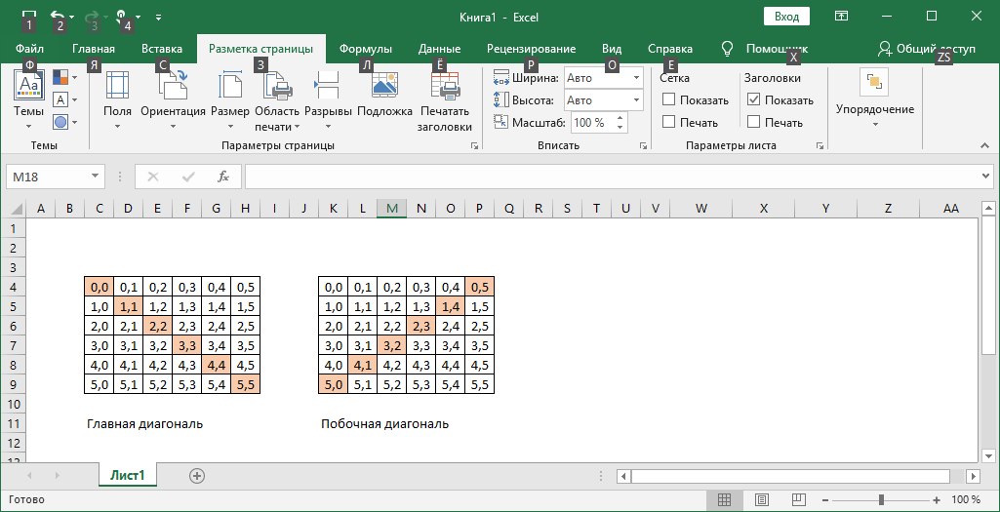 Книга1 - Excel
Вход
1 2 3 4
Файл Главная Вставка Разметка страницы Формулы Данные Рецензирование Вид Справка Помощник Общий доступ
Ф Я С З Л Ё Р О Е Х ZS
Темы
Поля
Ориентация
Размер
Область печати
Разрывы
Подложка
Печатать заголовки
Ширина: Авто
Высота: Авто
Масштаб: 100 %
Сетка
Показать
Печать
Заголовки
Показать
Печать
Упорядочение
Темы Параметры страницы Вписать Параметры листа
M18 fx
A B C D E F G H I J K L M N O P Q R S T U V W X Y Z AA
1
2
3
4 0,0 0,1 0,2 0,3 0,4 0,5 0,0 0,1 0,2 0,3 0,4 0,5
5 1,0 1,1 1,2 1,3 1,4 1,5 1,0 1,1 1,2 1,3 1,4 1,5
6 2,0 2,1 2,2 2,3 2,4 2,5 2,0 2,1 2,2 2,3 2,4 2,5
7 3,0 3,1 3,2 3,3 3,4 3,5 3,0 3,1 3,2 3,3 3,4 3,5
8 4,0 4,1 4,2 4,3 4,4 4,5 4,0 4,1 4,2 4,3 4,4 4,5
9 5,0 5,1 5,2 5,3 5,4 5,5 5,0 5,1 5,2 5,3 5,4 5,5
10
11 Главная диагональ Побочная диагональ
12
13
Лист1
Готово 100 %